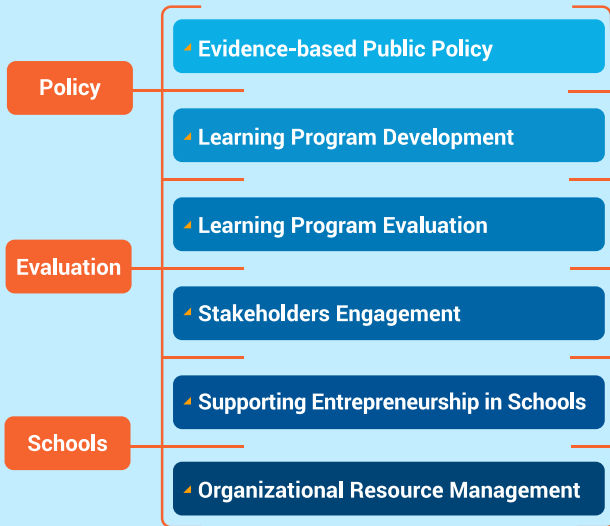 Policy
Evidence-based Public Policy
Learning Program Development
Evaluation
Learning Program Evaluation
Stakeholders Engagement
Schools
Supporting Entrepreneurship in Schools
Organizational Resource Management